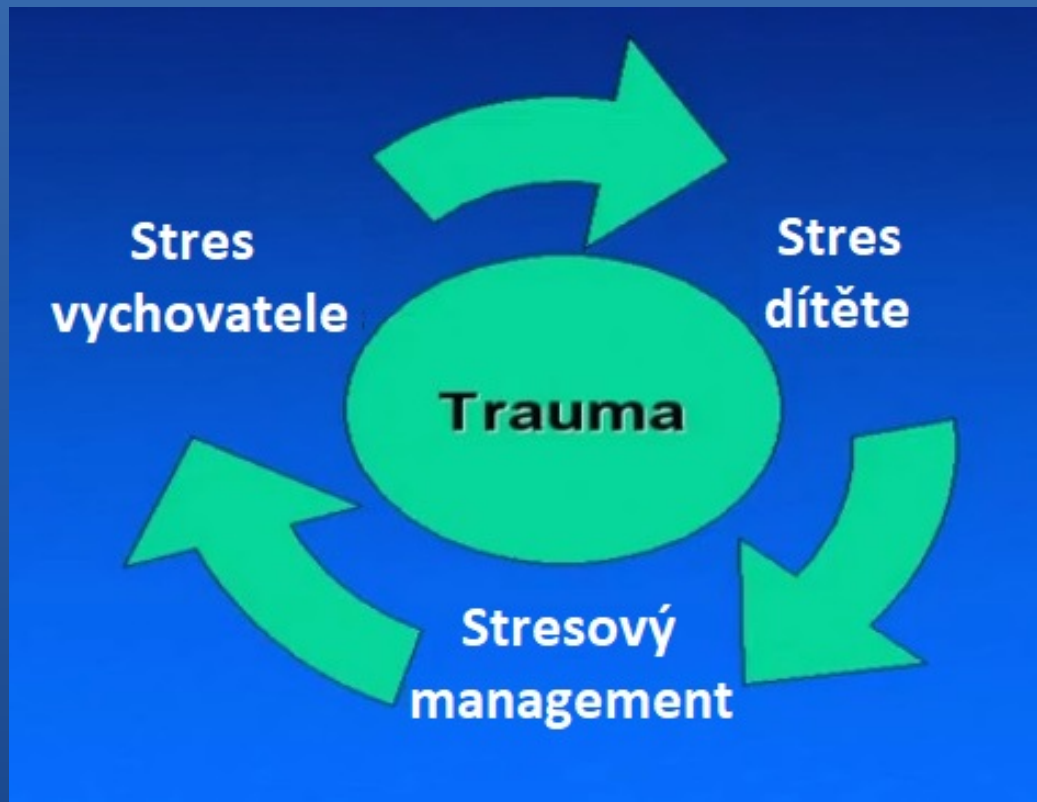 Stres
vychovatele
Stres
dítěte
Trauma
Stresový
management